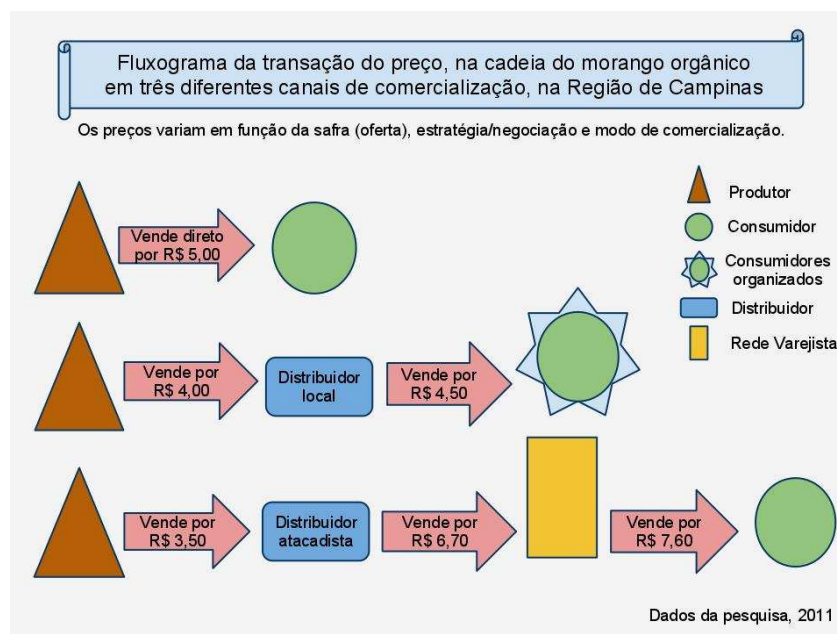 Fluxograma da transação do preço, na cadeia do morango orgânico
em três diferentes canais de comercialização, na Região de Campinas
Os preços variam em função da safra (oferta), estratégia/negociação e modo de comercialização.
Produtor
Consumidor
Consumidores
organizados
Distribuidor
Rede Varejista
Vende direto
por R$ 5,00
Vende por
R$ 4,00
Distribuidor
local
Vende por
R$ 4,50
Vende por
R$ 3,50
Distribuidor
atacadista
Vende por
R$ 6,70
Vende por
R$ 7,60
Dados da pesquisa, 2011